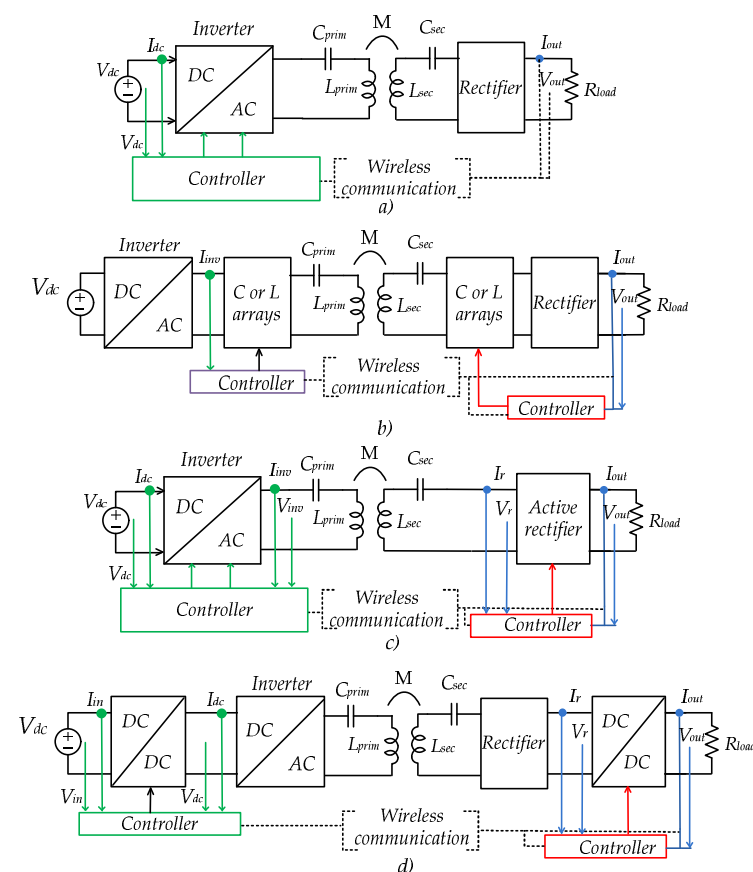 Inverter
Idc
Cprim
M
Csec
Iout
Vdc
DC
AC
Lprim
Lsec
Rectifier
Vout
Rload
Vdc
Controller
Wireless
communication
a)
Inverter
Iinv
Cprim
M
Csec
Iout
Vdc
DC
AC
C or L
arrays
Lprim
Lsec
C or L
arrays
Rectifier
Vout
Rload
Controller
Wireless
communication
Controller
b)
Inverter
Idc
Iinv
Cprim
M
Csec
Ir
Iout
Vdc
DC
AC
Vinv
Lprim
Lsec
Vr
Active
rectifier
Vout
Rload
Vdc
Controller
Wireless
communication
Controller
c)
Inverter
Iin
Idc
Cprim
M
Csec
Ir
Iout
Vdc
DC
DC
DC
AC
Lprim
Lsec
Rectifier
Vr
DC
DC
Vout
Rload
Vin
Vdc
Controller
Wireless
communication
Controller
d)